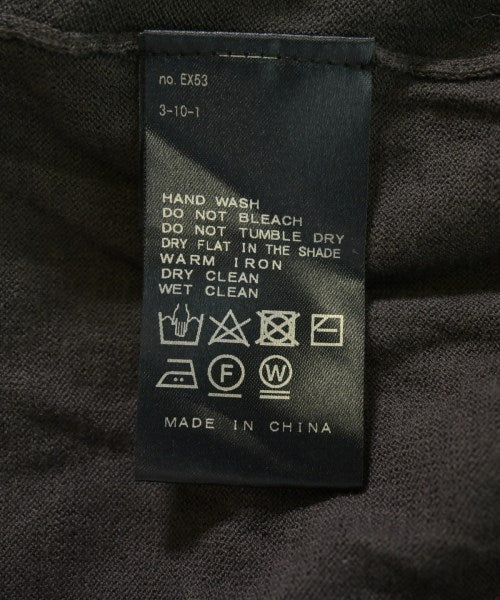 no. EX53
3-10-1
HAND WASH
DO NOT BLEACH
DO NOT TUMBLE DRY
DRY FLAT IN THE SHADE
WARM IRON
DRY CLEAN
WET CLEAN
F W
MADE IN CHINA